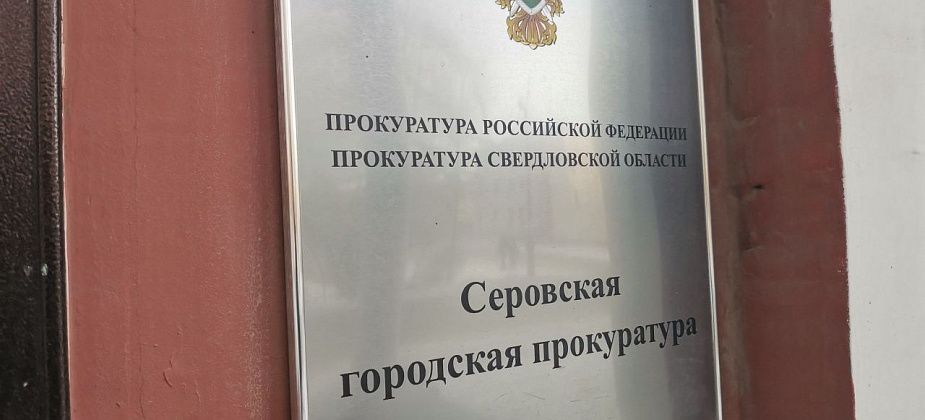 ПРОКУРАТУРА РОССИЙСКОЙ ФЕДЕРАЦИИ
ПРОКУРАТУРА СВЕРДЛОВСКОЙ ОБЛАСТИ
Серовская
городская прокуратура